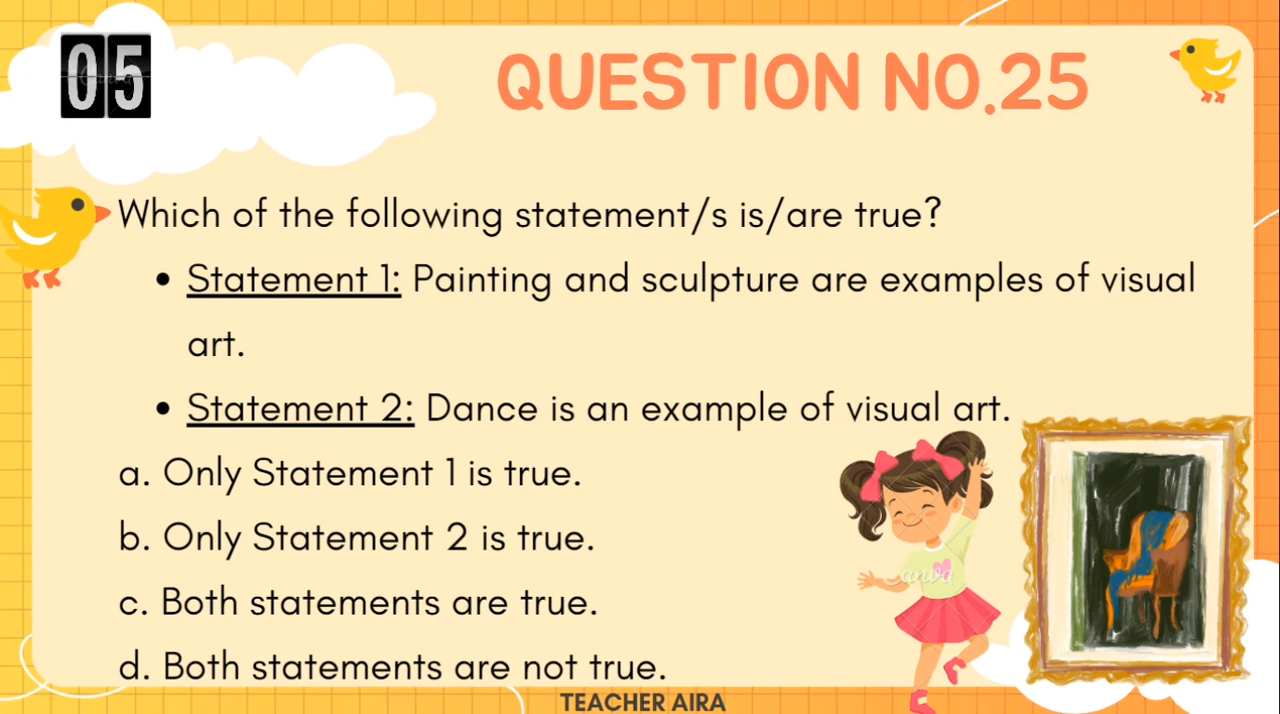 05
QUESTION NO.25
Which of the following statement/s is/are true?
• Statement 1: Painting and sculpture are examples of visual
art.
• Statement 2: Dance is an example of visual art.
a. Only Statement 1 is true.
b. Only Statement 2 is true.
Canva
c. Both statements are true.
d. Both statements are not true.
TEACHER AIRA